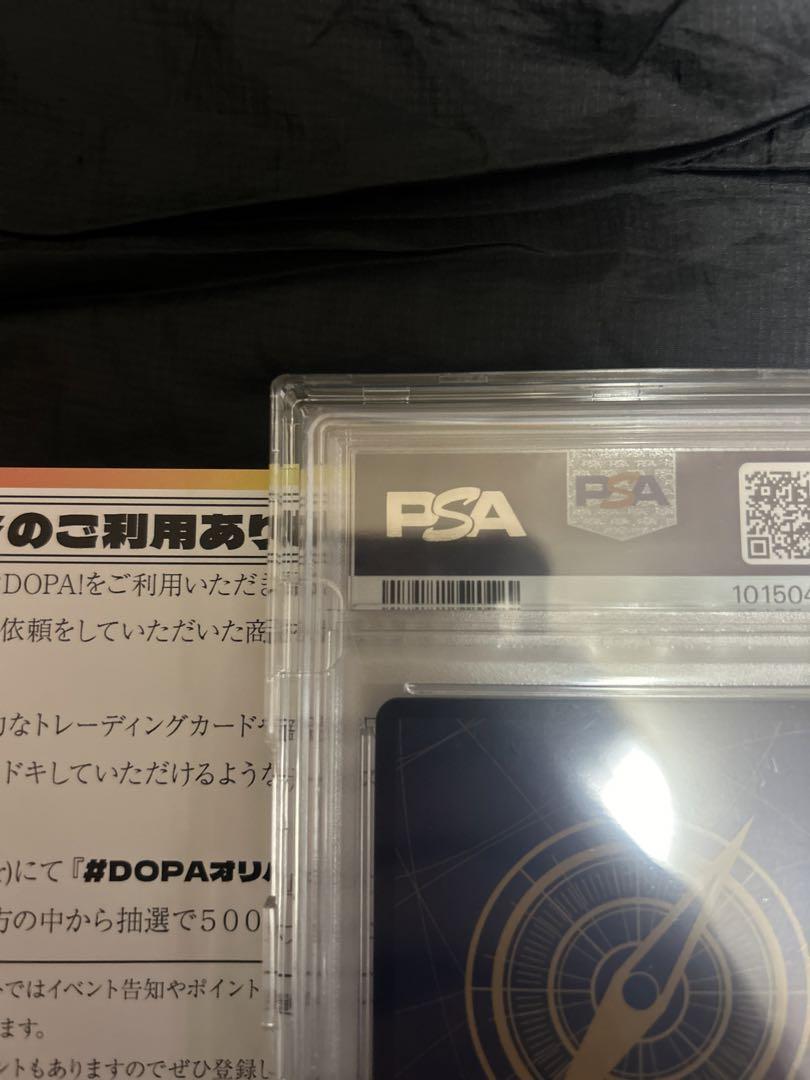 のご利用あり
DOPA!をご利用いただき
依頼をしていただいた商
なトレーディングカードや
ドキしていただけるような
にて『#DOPAオリパ
方の中から抽選で500
ではイベント告知やポイント
ます。
ントもありますのでぜひ登録し
PSA
PSA
101504